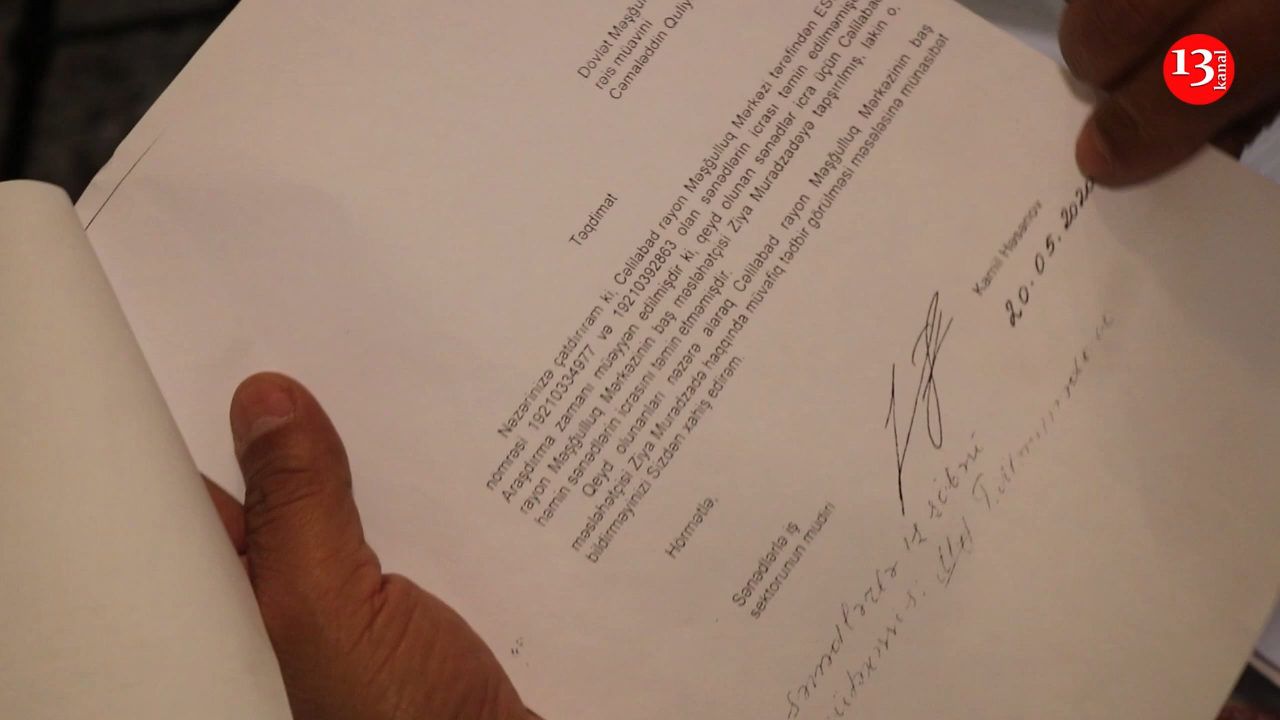 13 kanal
Dövlət Məşğu
rəis müavini
Cəmaləddin Quliy
Təqdimat
Nəzərinizə çatdırıram ki, Cəlilabad rayon Məşğulluq Mərkəzi tərəfindən ES
nömrəsi 19210334977 və 19210392863 olan sənədlərin icrası təmin edilməmişd
Araşdırma zamanı müəyyən edilmişdir ki, qeyd olunan sənədlər icra üçün Cəlilabad
rayon Məşğulluq Mərkəzinin baş məsləhətçisi Ziya Muradzadəyə tapşırılmış, lakin o,
həmin sənədlərin icrasını təmin etməmişdir.
Qeyd olunanları nəzərə alaraq Cəlilabad rayon Məşğulluq Mərkəzinin baş
məsləhətçisi Ziya Muradzadə haqqında müvafiq tədbir görülməsi məsələsinə münasibət
bildirməyinizi Sizdən xahiş edirəm.
Hörmətlə,
Sənədlərlə iş
sektorunun müdiri
Kamil Həsənov
20.05.2020